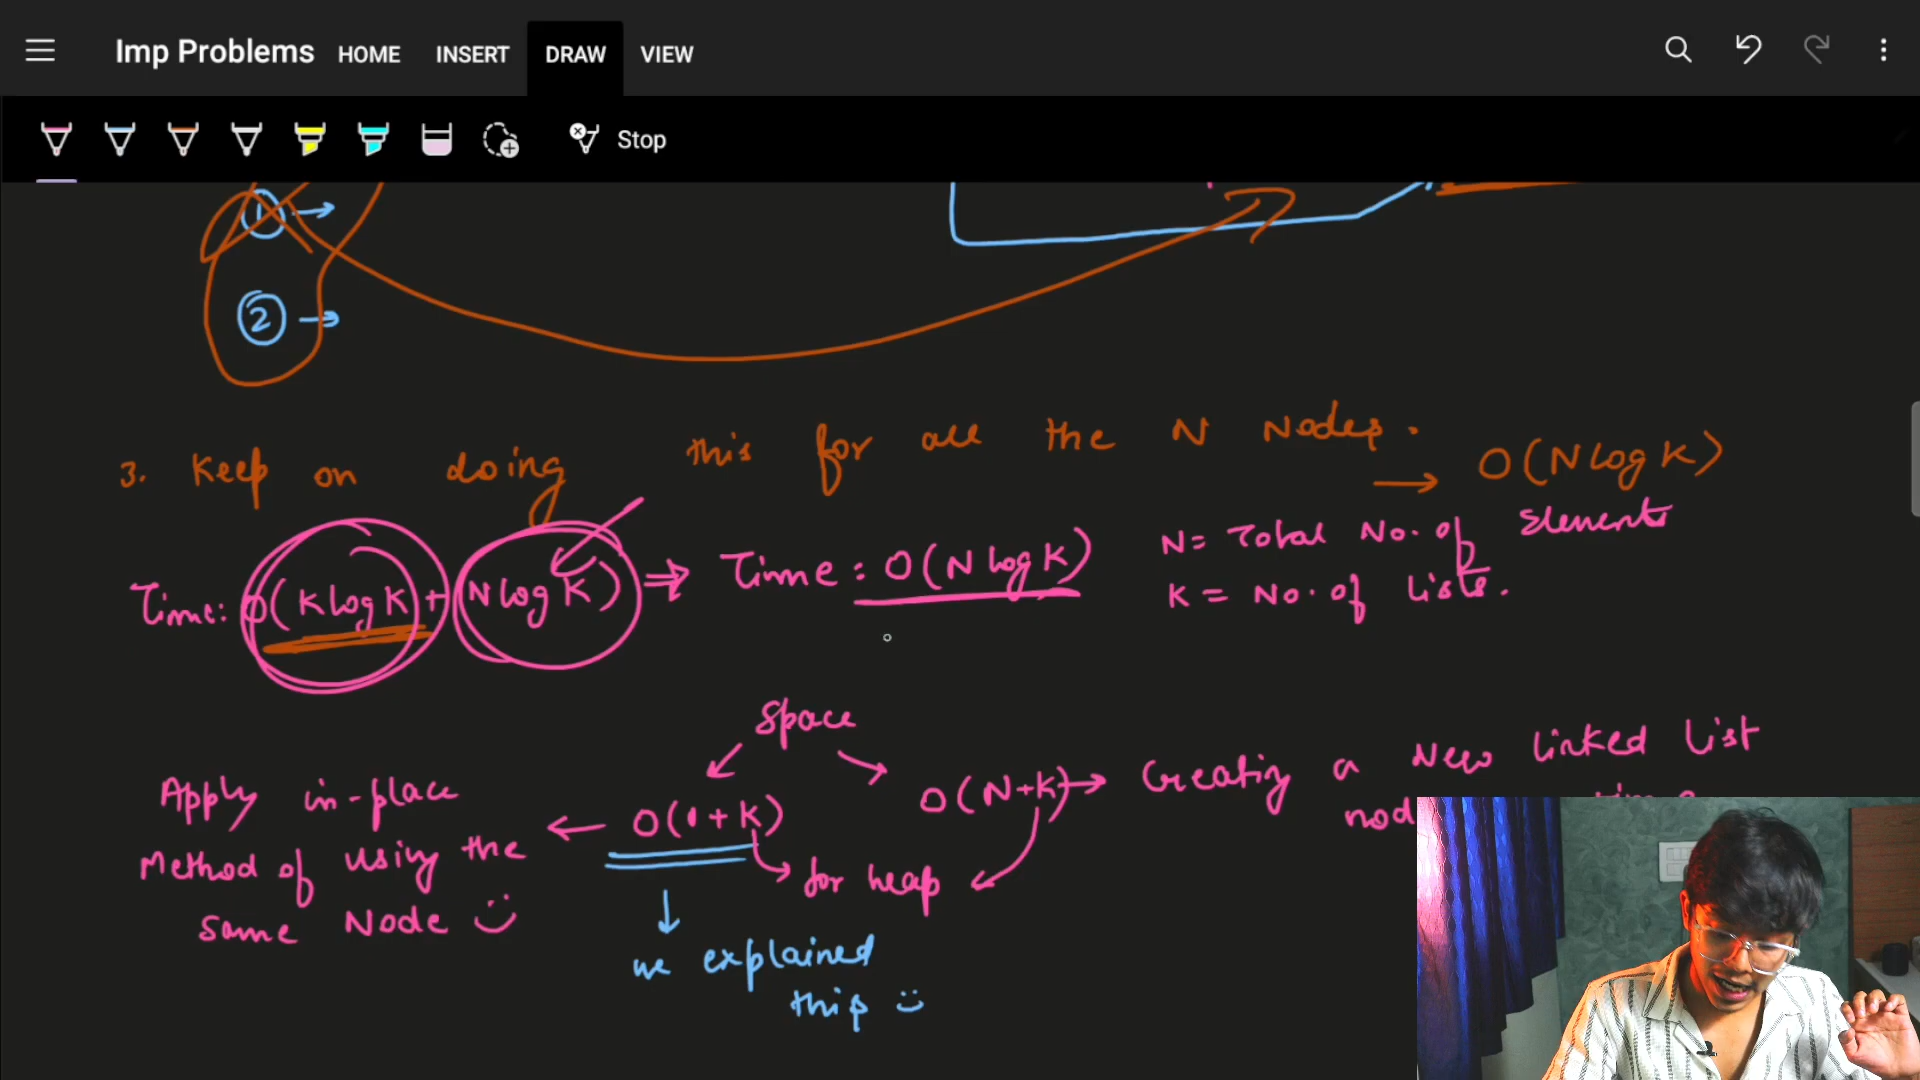 Imp Problems HOME INSERT DRAW VIEW
Stop
1
2
3. Keep on doing this for all the N Nodes. → O(N log K)
Time: O(K log K + N log K) ⇒ Time: O(N log K)
N = Total No. of Elements
K = No. of lists.
Space
Apply in-place
Method of using the
same Node
← O(1 + K)
O(N+K) → Creating a New linked list
nod
for heap
we explained
this